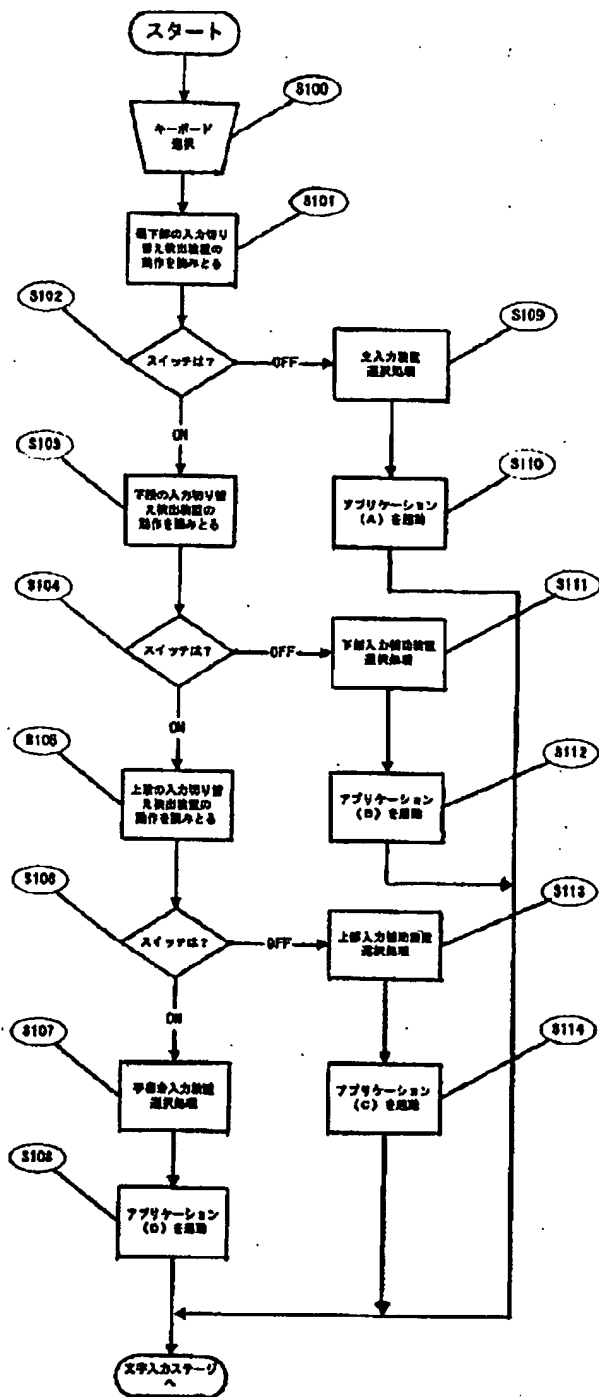 スタート
S100
キーボード
選択
S101
最下部の入力切り
替え検出装置の
動作を読みとる
S102
スイッチは?
OFF
S109
主入力装置
選択処理
ON
S103
下段の入力切り替
え検出装置の
動作を読みとる
S110
アプリケーション
(A)を起動
S104
スイッチは?
OFF
S111
下部入力補助装置
選択処理
ON
S105
上段の入力切り替
え検出装置の
動作を読みとる
S112
アプリケーション
(B)を起動
S106
スイッチは?
OFF
S113
上部入力補助装置
選択処理
ON
S107
手書き入力装置
選択処理
S114
アプリケーション
(C)を起動
S108
アプリケーション
(D)を起動
文字入力ステージ
へ